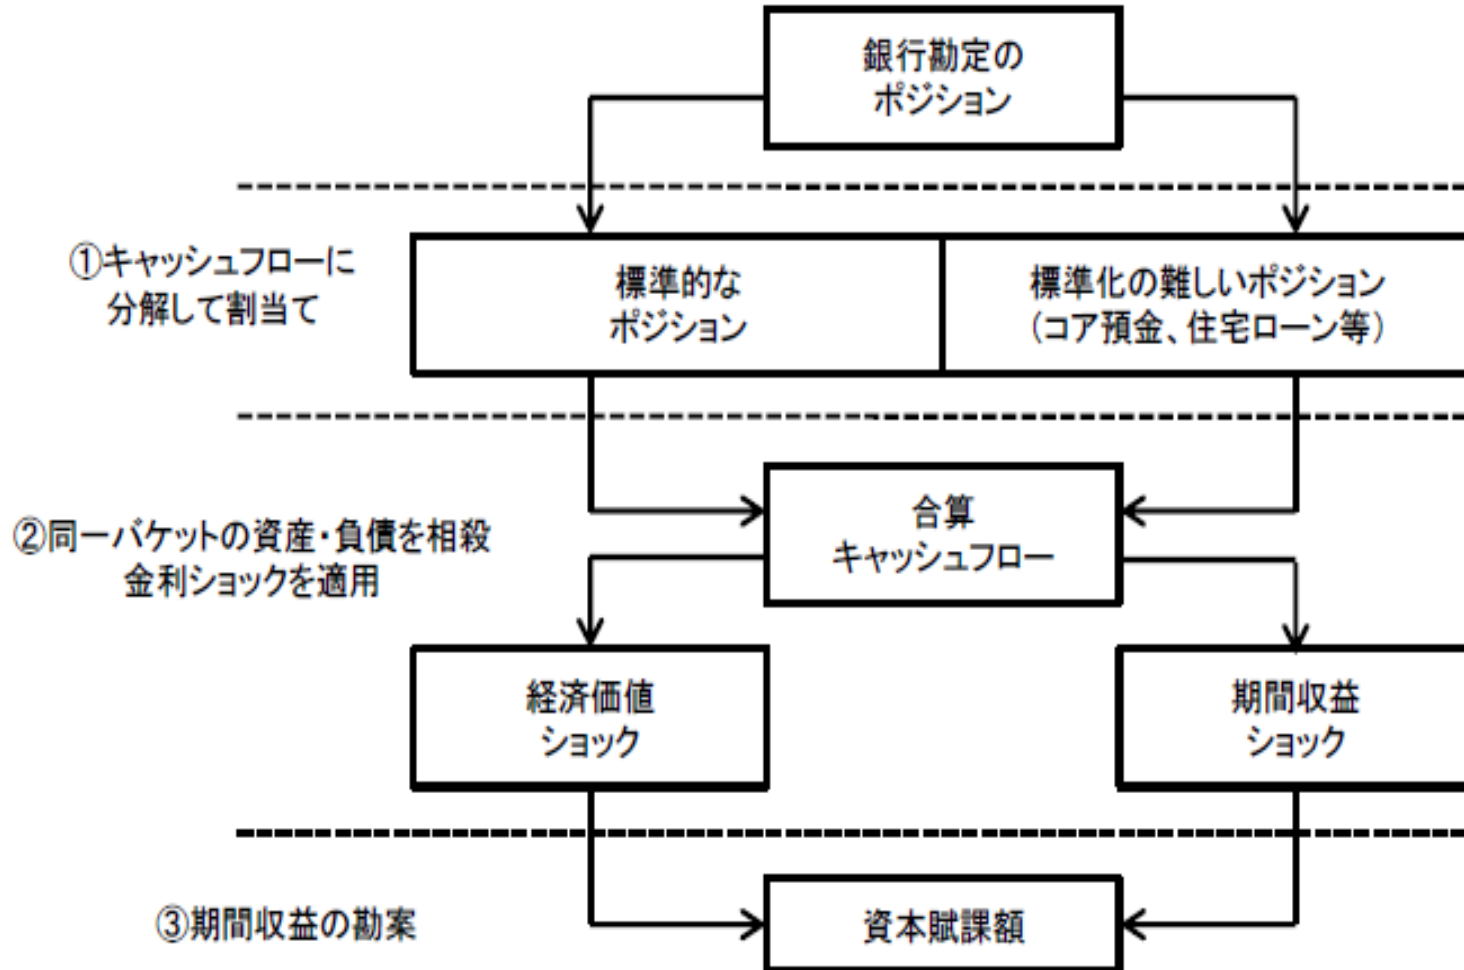 銀行勘定の
ポジション
①キャッシュフローに
分解して割当て
標準的な
ポジション
標準化の難しいポジション
（コア預金、住宅ローン等）
②同一バケットの資産・負債を相殺
金利ショックを適用
合算
キャッシュフロー
経済価値
ショック
期間収益
ショック
③期間収益の勘案
資本賦課額